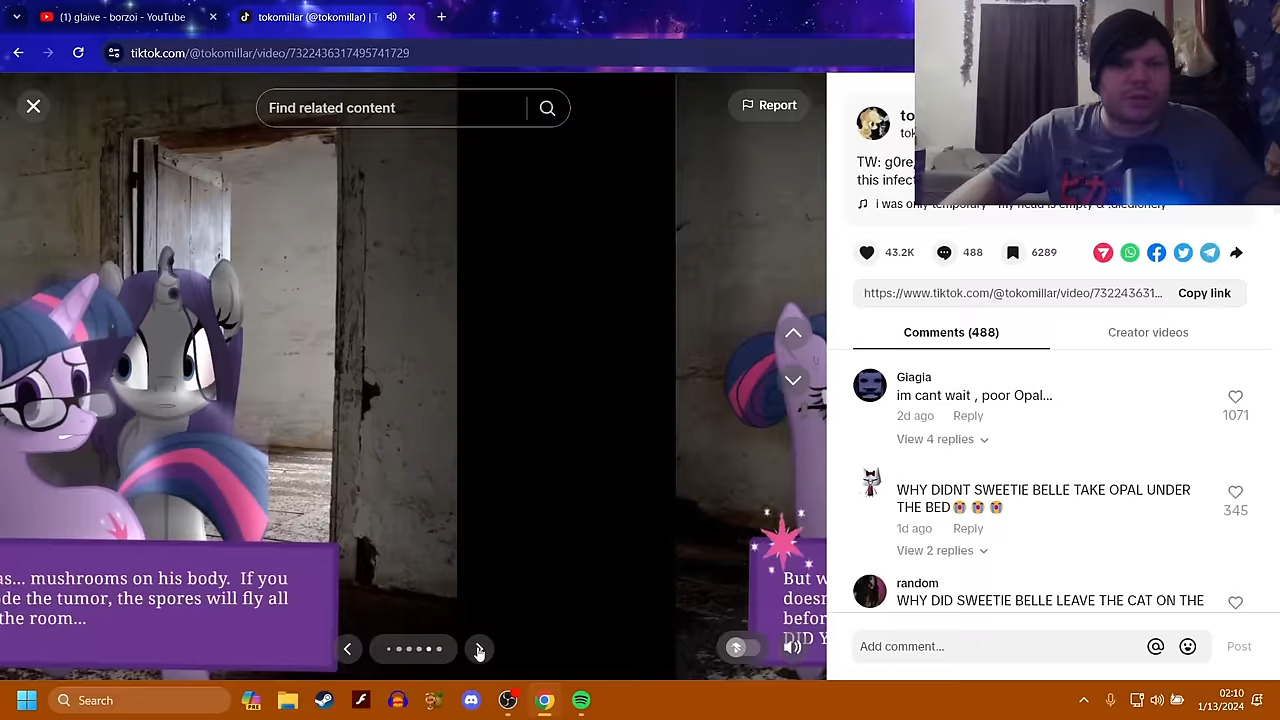 (1) glaive - borzoi - YouTube
tokomillar (@tokomillar) | T
tiktok.com/@tokomillar/video/7322436317495741729
Find related content
Report
to
tok
TW: g0re,
this infect
i was only temporary - my head is empty &
43.2K
488
6289
https://www.tiktok.com/@tokomillar/video/732243631...
Copy link
Comments (488)
Creator videos
Giagia
im cant wait , poor Opal...
1071
2d ago
Reply
View 4 replies
WHY DIDNT SWEETIE BELLE TAKE OPAL UNDER
THE BED😭 😭 😭
345
1d ago
Reply
View 2 replies
random
WHY DID SWEETIE BELLE LEAVE THE CAT ON THE
Add comment...
Post
as... mushrooms on his body. If you
de the tumor, the spores will fly all
the room...
But w
doesn
befor
DID Y
Search
02:10
1/13/2024